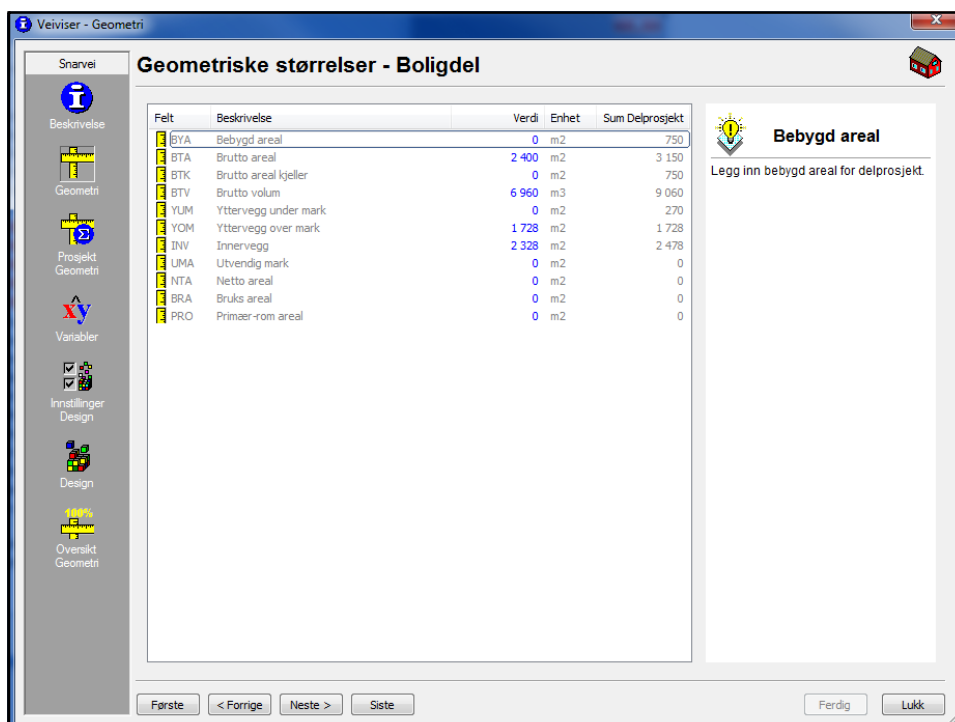 Veiviser - Geometri
Snarvei
Beskrivelse
Geometri
Prosjekt
Geometri
Variabler
Innstillinger
Design
Design
100%
Oversikt
Geometri
Geometriske størrelser - Boligdel
Felt Beskrivelse Verdi Enhet Sum Delprosjekt
BYA Bebygd areal 0 m2 750
BTA Brutto areal 2 400 m2 3 150
BTK Brutto areal kjeller 0 m2 750
BTV Brutto volum 6 960 m3 9 060
YUM Yttervegg under mark 0 m2 270
YOM Yttervegg over mark 1 728 m2 1 728
INV Innervegg 2 328 m2 2 478
UMA Utvendig mark 0 m2 0
NTA Netto areal 0 m2 0
BRA Bruks areal 0 m2 0
PRO Primær-rom areal 0 m2 0
Bebygd areal
Legg inn bebygd areal for delprosjekt.
Første < Forrige Neste > Siste Ferdig Lukk